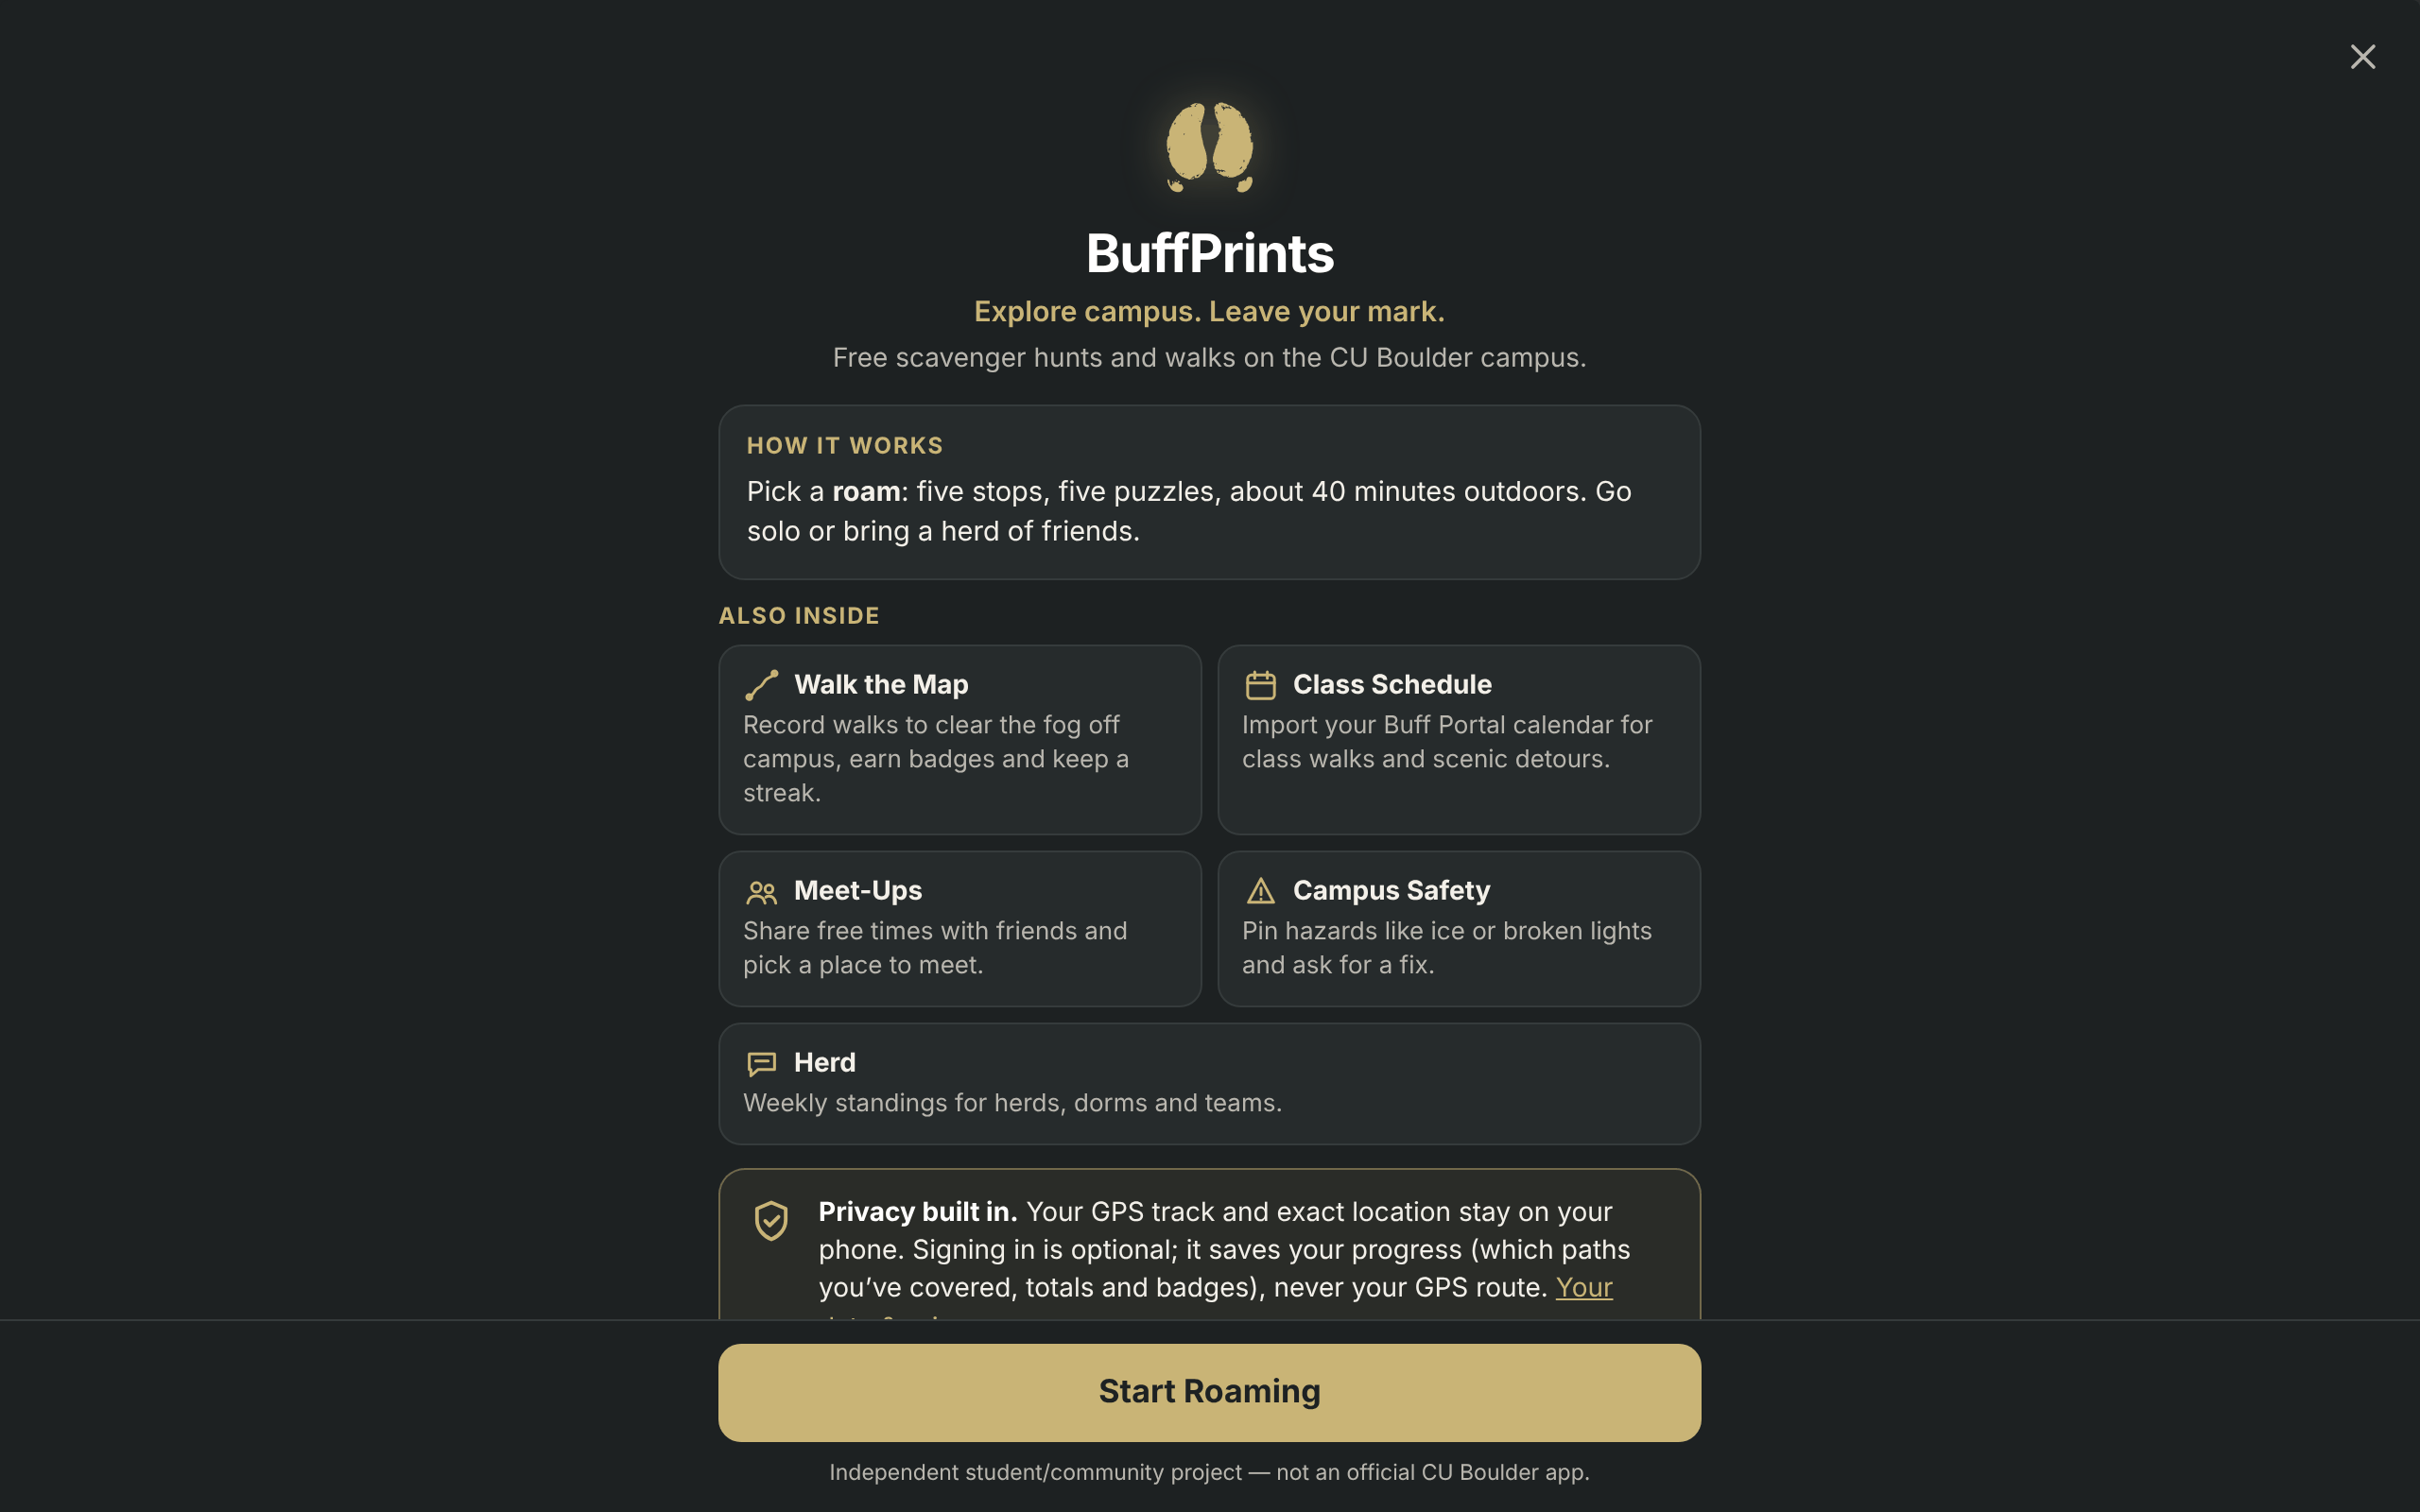 BuffPrints
Explore campus. Leave your mark.
Free scavenger hunts and walks on the CU Boulder campus.
HOW IT WORKS
Pick a roam: five stops, five puzzles, about 40 minutes outdoors. Go
solo or bring a herd of friends.
ALSO INSIDE
Walk the Map
Record walks to clear the fog off
campus, earn badges and keep a
streak.
Class Schedule
Import your Buff Portal calendar for
class walks and scenic detours.
Meet-Ups
Share free times with friends and
pick a place to meet.
Campus Safety
Pin hazards like ice or broken lights
and ask for a fix.
Herd
Weekly standings for herds, dorms and teams.
Privacy built in. Your GPS track and exact location stay on your
phone. Signing in is optional; it saves your progress (which paths
you’ve covered, totals and badges), never your GPS route. Your
Start Roaming
Independent student/community project — not an official CU Boulder app.